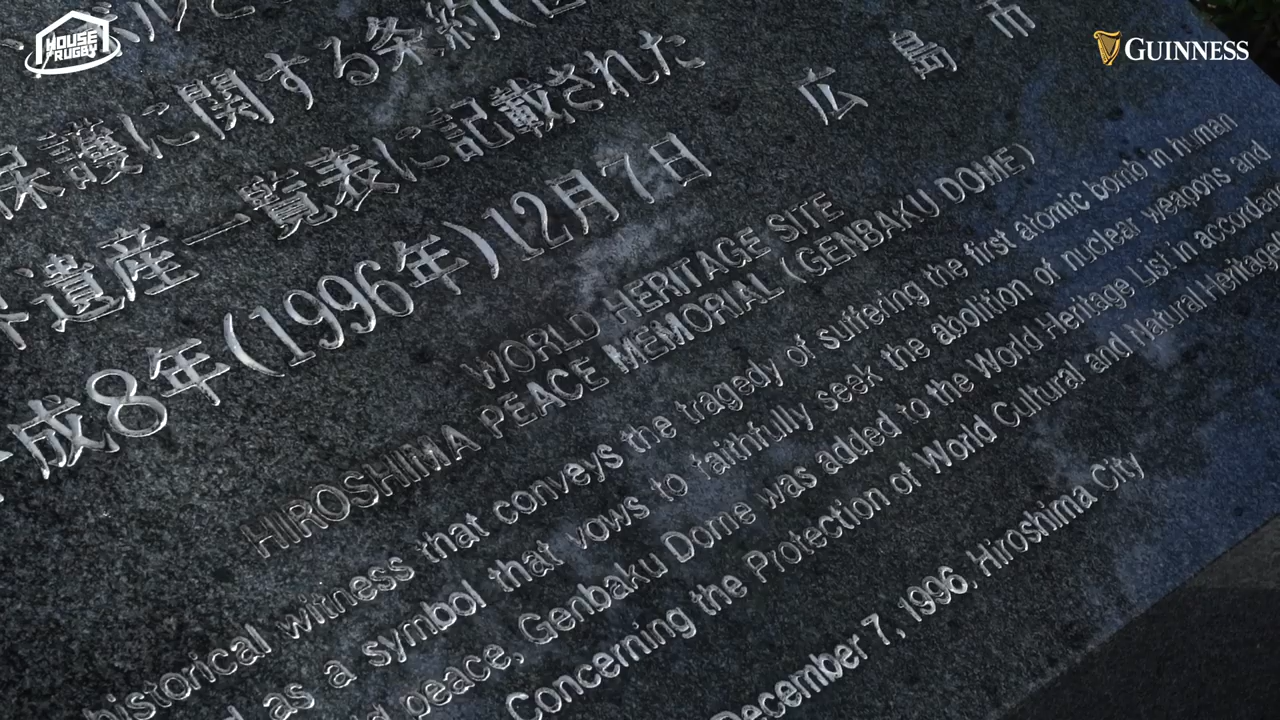 HOUSE OF RUGBY
GUINNESS
保護に関する条約(
遺産一覧表に記載された
成8年(1996年)12月7日
広島市
WORLD HERITAGE SITE
HIROSHIMA PEACE MEMORIAL (GENBAKU DOME)
historical witness that conveys the tragedy of suffering the first atomic bomb in human
as a symbol that vows to faithfully seek the abolition of nuclear weapons and
peace, Genbaku Dome was added to the World Heritage List in
Concerning the Protection of World Cultural and Natural Heritage
December 7, 1996, Hiroshima City